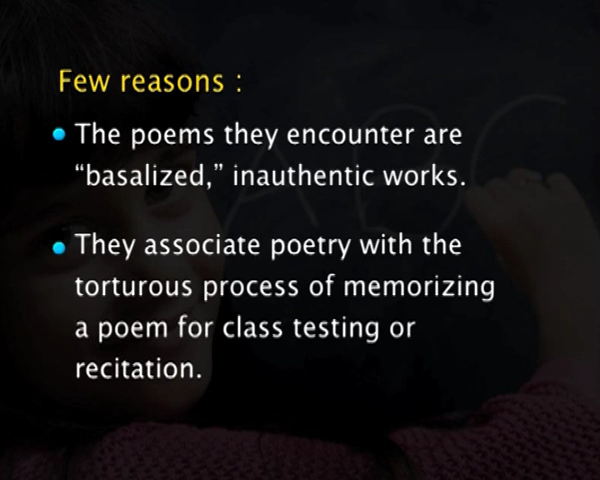 Few reasons :
The poems they encounter are
“basalized,” inauthentic works.
They associate poetry with the
torturous process of memorizing
a poem for class testing or
recitation.
ABC